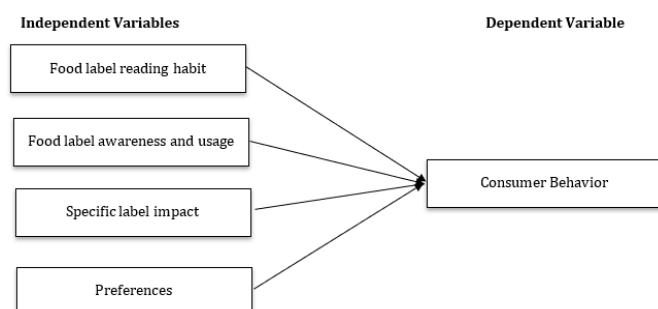 Independent Variables
Dependent Variable
Food label reading habit
Food label awareness and usage
Consumer Behavior
Specific label impact
Preferences